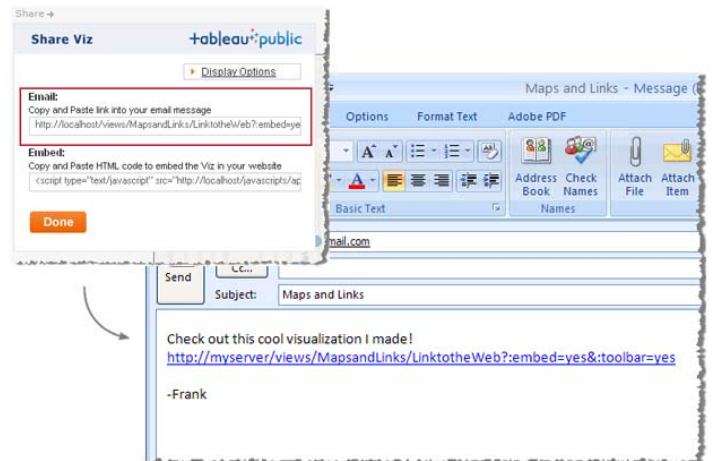 Share
Share Viz
+ab|eau public
Display Options
Email:
Copy and Paste link into your email message
http://localhost/views/MapsandLinks/LinktotheWeb?:embed=ye
Embed:
Copy and Paste HTML code to embed the Viz in your website
<script type="text/javascript" src="http://localhost/javascripts/ap
Done
Maps and Links - Message (
Options Format Text Adobe PDF
Address Book
Check Names
Attach File
Attach Item
Basic Text
Names
mail.com
Send
Cc...
Subject: Maps and Links
Check out this cool visualization I made!
http://myserver/views/MapsandLinks/LinktotheWeb?:embed=yes&:toolbar=yes
-Frank